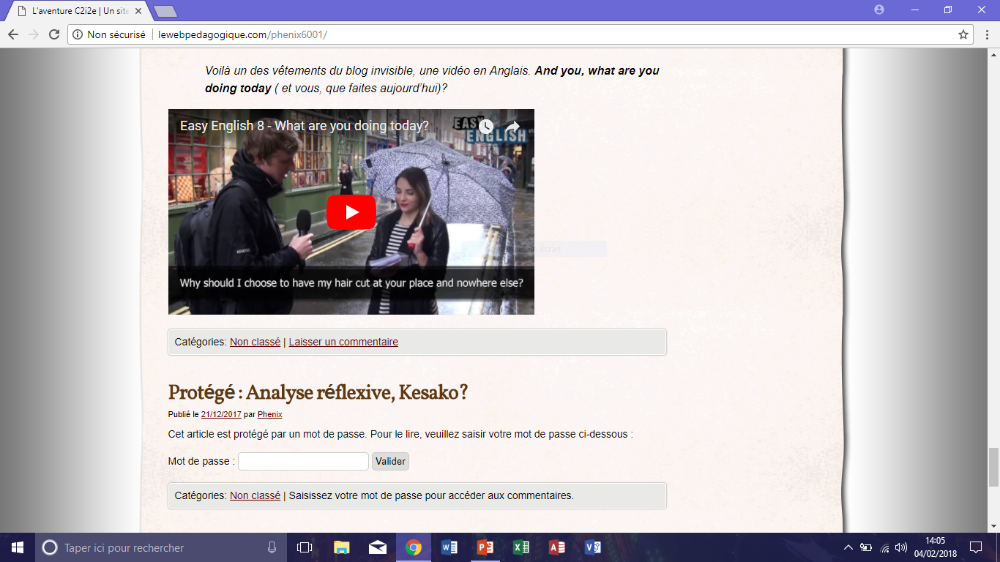 L'aventure C2i2e | Un site
Non sécurisé lewebpedagogique.com/phenix6001/
Voilà un des vêtements du blog invisible, une vidéo en Anglais. And you, what are you
doing today ( et vous, que faites aujourd'hui)?
Easy English 8 - What are you doing today?
EASY
ENGLISH
Why should I choose to have my hair cut at your place and nowhere else?
Catégories: Non classé | Laisser un commentaire
Protégé : Analyse réflexive, Kesako?
Publié le 21/12/2017 par Phenix
Cet article est protégé par un mot de passe. Pour le lire, veuillez saisir votre mot de passe ci-dessous :
Mot de passe : Valider
Catégories: Non classé | Saisissez votre mot de passe pour accéder aux commentaires.
Taper ici pour rechercher
14:05
04/02/2018